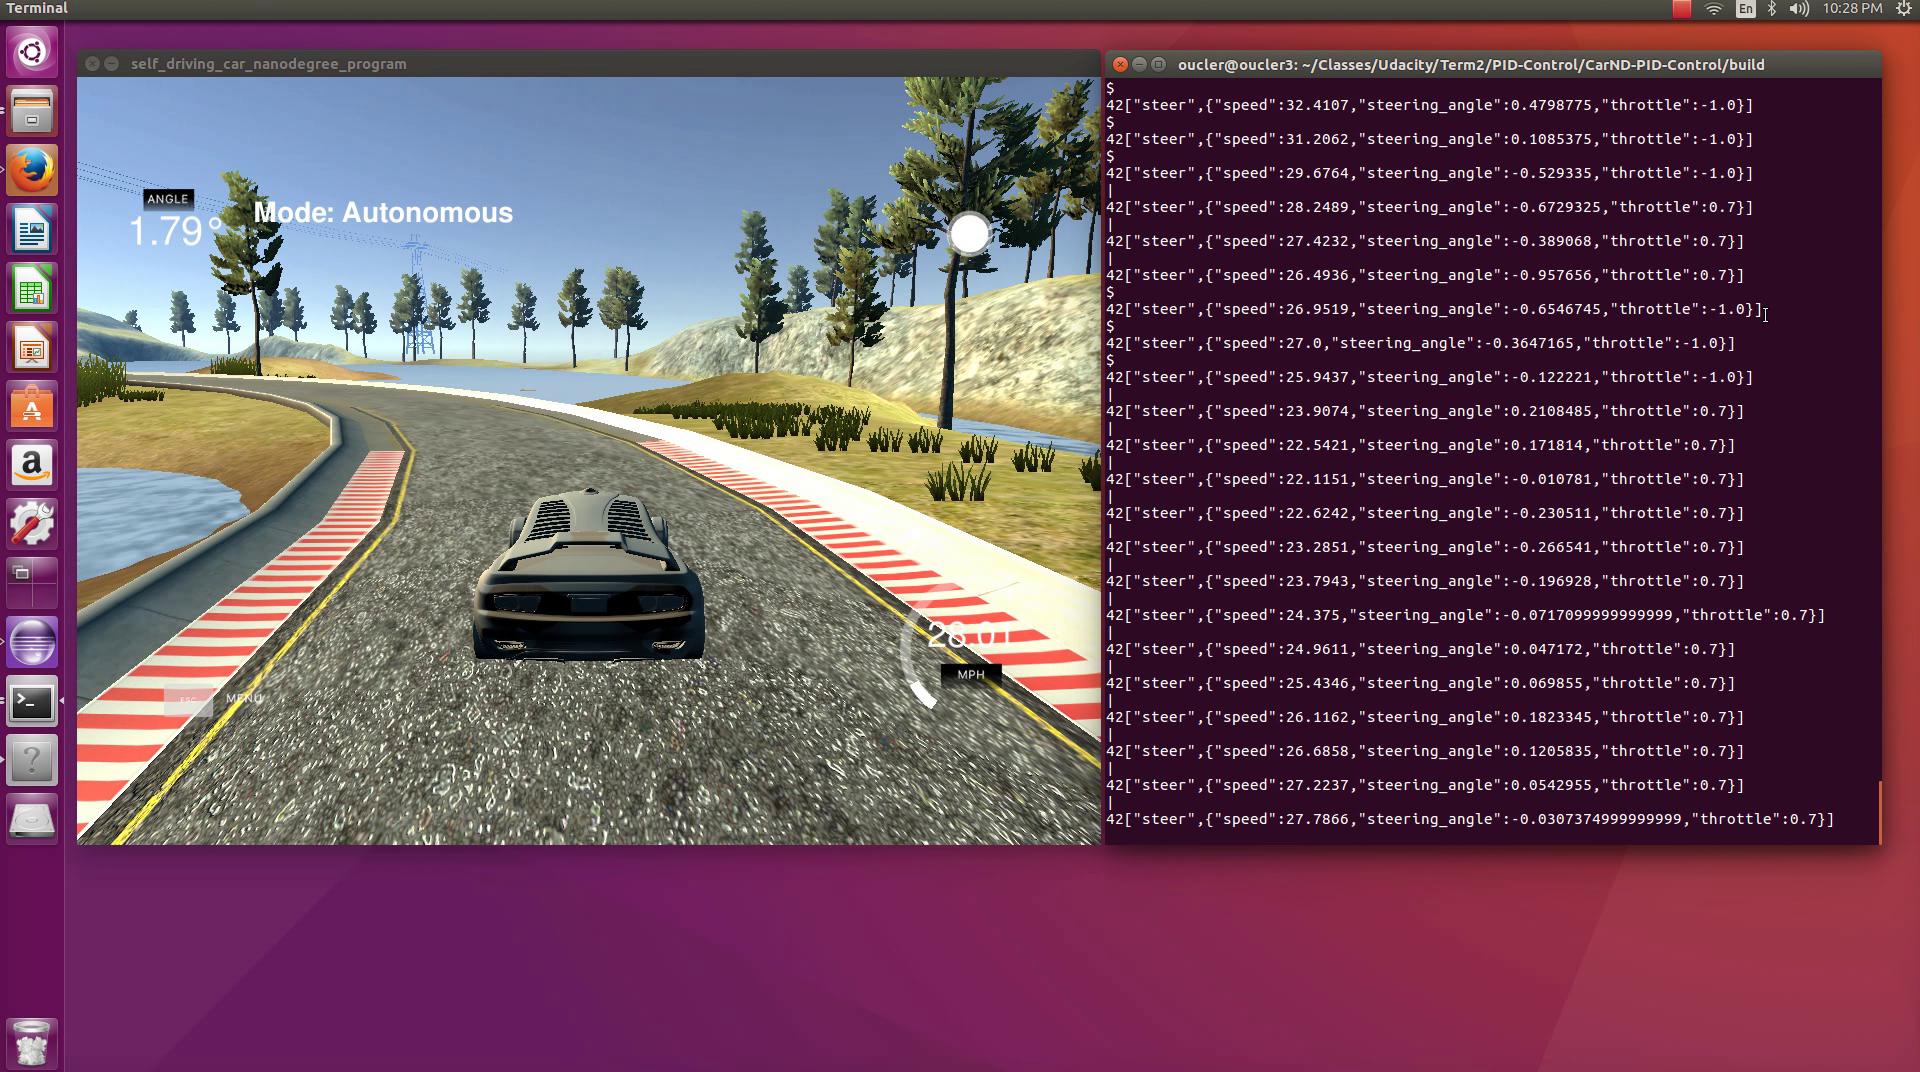 Terminal
En
10:28 PM
self_driving_car_nanodegree_program
ANGLE
1.79°
Mode: Autonomous
28.01
MPH
ESC
MENU
oucler@oucler3: ~/Classes/Udacity/Term2/PID-Control/CarND-PID-Control/build
$
42["steer",{"speed":32.4107,"steering_angle":0.4798775,"throttle":-1.0}]
$
42["steer",{"speed":31.2062,"steering_angle":0.1085375,"throttle":-1.0}]
$
42["steer",{"speed":29.6764,"steering_angle":-0.529335,"throttle":-1.0}]
|
42["steer",{"speed":28.2489,"steering_angle":-0.6729325,"throttle":0.7}]
|
42["steer",{"speed":27.4232,"steering_angle":-0.389068,"throttle":0.7}]
|
42["steer",{"speed":26.4936,"steering_angle":-0.957656,"throttle":0.7}]
$
42["steer",{"speed":26.9519,"steering_angle":-0.6546745,"throttle":-1.0}]
$
42["steer",{"speed":27.0,"steering_angle":-0.3647165,"throttle":-1.0}]
$
42["steer",{"speed":25.9437,"steering_angle":-0.122221,"throttle":-1.0}]
|
42["steer",{"speed":23.9074,"steering_angle":0.2108485,"throttle":0.7}]
|
42["steer",{"speed":22.5421,"steering_angle":0.171814,"throttle":0.7}]
|
42["steer",{"speed":22.1151,"steering_angle":-0.010781,"throttle":0.7}]
|
42["steer",{"speed":22.6242,"steering_angle":-0.230511,"throttle":0.7}]
|
42["steer",{"speed":23.2851,"steering_angle":-0.266541,"throttle":0.7}]
|
42["steer",{"speed":23.7943,"steering_angle":-0.196928,"throttle":0.7}]
|
42["steer",{"speed":24.375,"steering_angle":-0.0717099999999999,"throttle":0.7}]
|
42["steer",{"speed":24.9611,"steering_angle":0.047172,"throttle":0.7}]
|
42["steer",{"speed":25.4346,"steering_angle":0.069855,"throttle":0.7}]
|
42["steer",{"speed":26.1162,"steering_angle":0.1823345,"throttle":0.7}]
|
42["steer",{"speed":26.6858,"steering_angle":0.1205835,"throttle":0.7}]
|
42["steer",{"speed":27.2237,"steering_angle":0.0542955,"throttle":0.7}]
|
42["steer",{"speed":27.7866,"steering_angle":-0.0307374999999999,"throttle":0.7}]